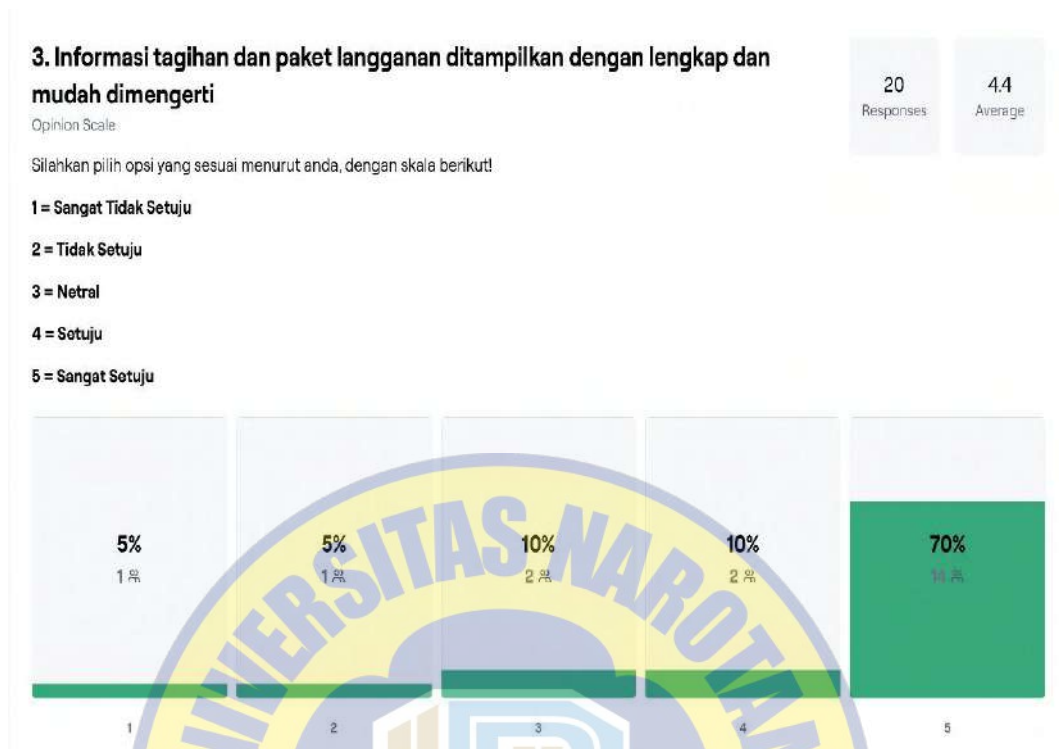 3. Informasi tagihan dan paket langganan ditampilkan dengan lengkap dan
mudah dimengerti
Opinion Scale
20
Responses
4.4
Average
Silahkan pilih opsi yang sesuai menurut anda, dengan skala berikut!
1 = Sangat Tidak Setuju
2 = Tidak Setuju
3 = Netral
4 = Setuju
5 = Sangat Setuju
5% 5% 10% 10% 70%
1 1 2 2 14
1 2 3 4 5
UNIVERSITAS NAROTAMA